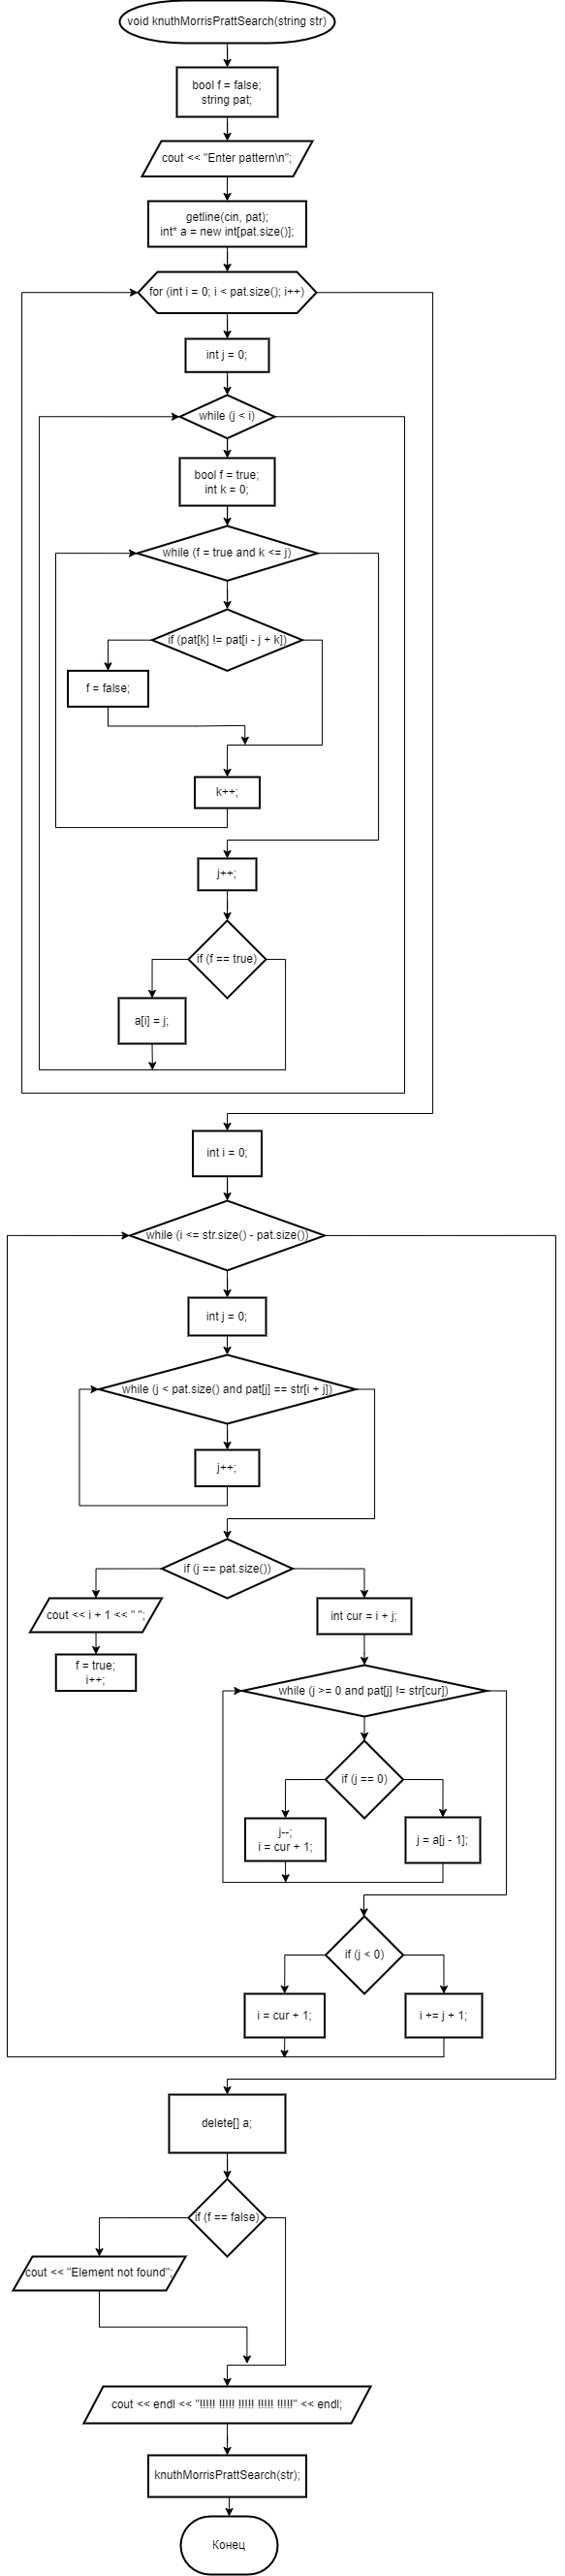 void knuthMorrisPrattSearch(string str)
bool f = false;
string pat;
cout << "Enter pattern\n";
getline(cin, pat);
int* a = new int[pat.size()];
for (int i = 0; i < pat.size(); i++)
int j = 0;
while (j < i)
bool f = true;
int k = 0;
while (f = true and k <= j)
if (pat[k] != pat[i - j + k])
f = false;
k++;
j++;
if (f == true)
a[i] = j;
int i = 0;
while (i <= str.size() - pat.size())
int j = 0;
while (j < pat.size() and pat[j] == str[i + j])
j++;
if (j == pat.size())
cout << i + 1 << " ";
f = true;
i++;
int cur = i + j;
while (j >= 0 and pat[j] != str[cur])
if (j == 0)
j--;
i = cur + 1;
j = a[j - 1];
if (j < 0)
i = cur + 1;
i += j + 1;
delete[] a;
if (f == false)
cout << "Element not found";
cout << endl << "!!!!! !!!!! !!!!! !!!!! !!!!!" << endl;
knuthMorrisPrattSearch(str);
Конец